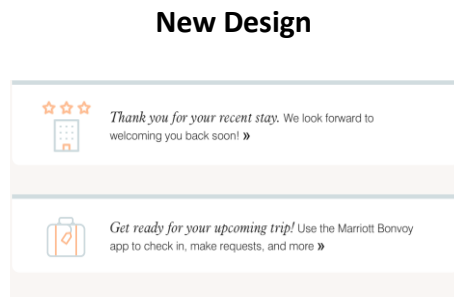 New Design
Thank you for your recent stay. We look forward to
welcoming you back soon! »
Get ready for your upcoming trip! Use the Marriott Bonvoy
app to check in, make requests, and more »